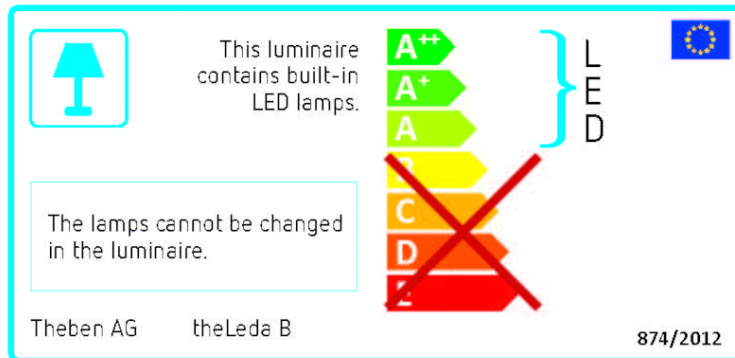 This luminaire
contains built-in
LED lamps.
A++
A+
A
B
C
D
E
L
E
D
The lamps cannot be changed
in the luminaire.
Theben AG theLeda B
874/2012